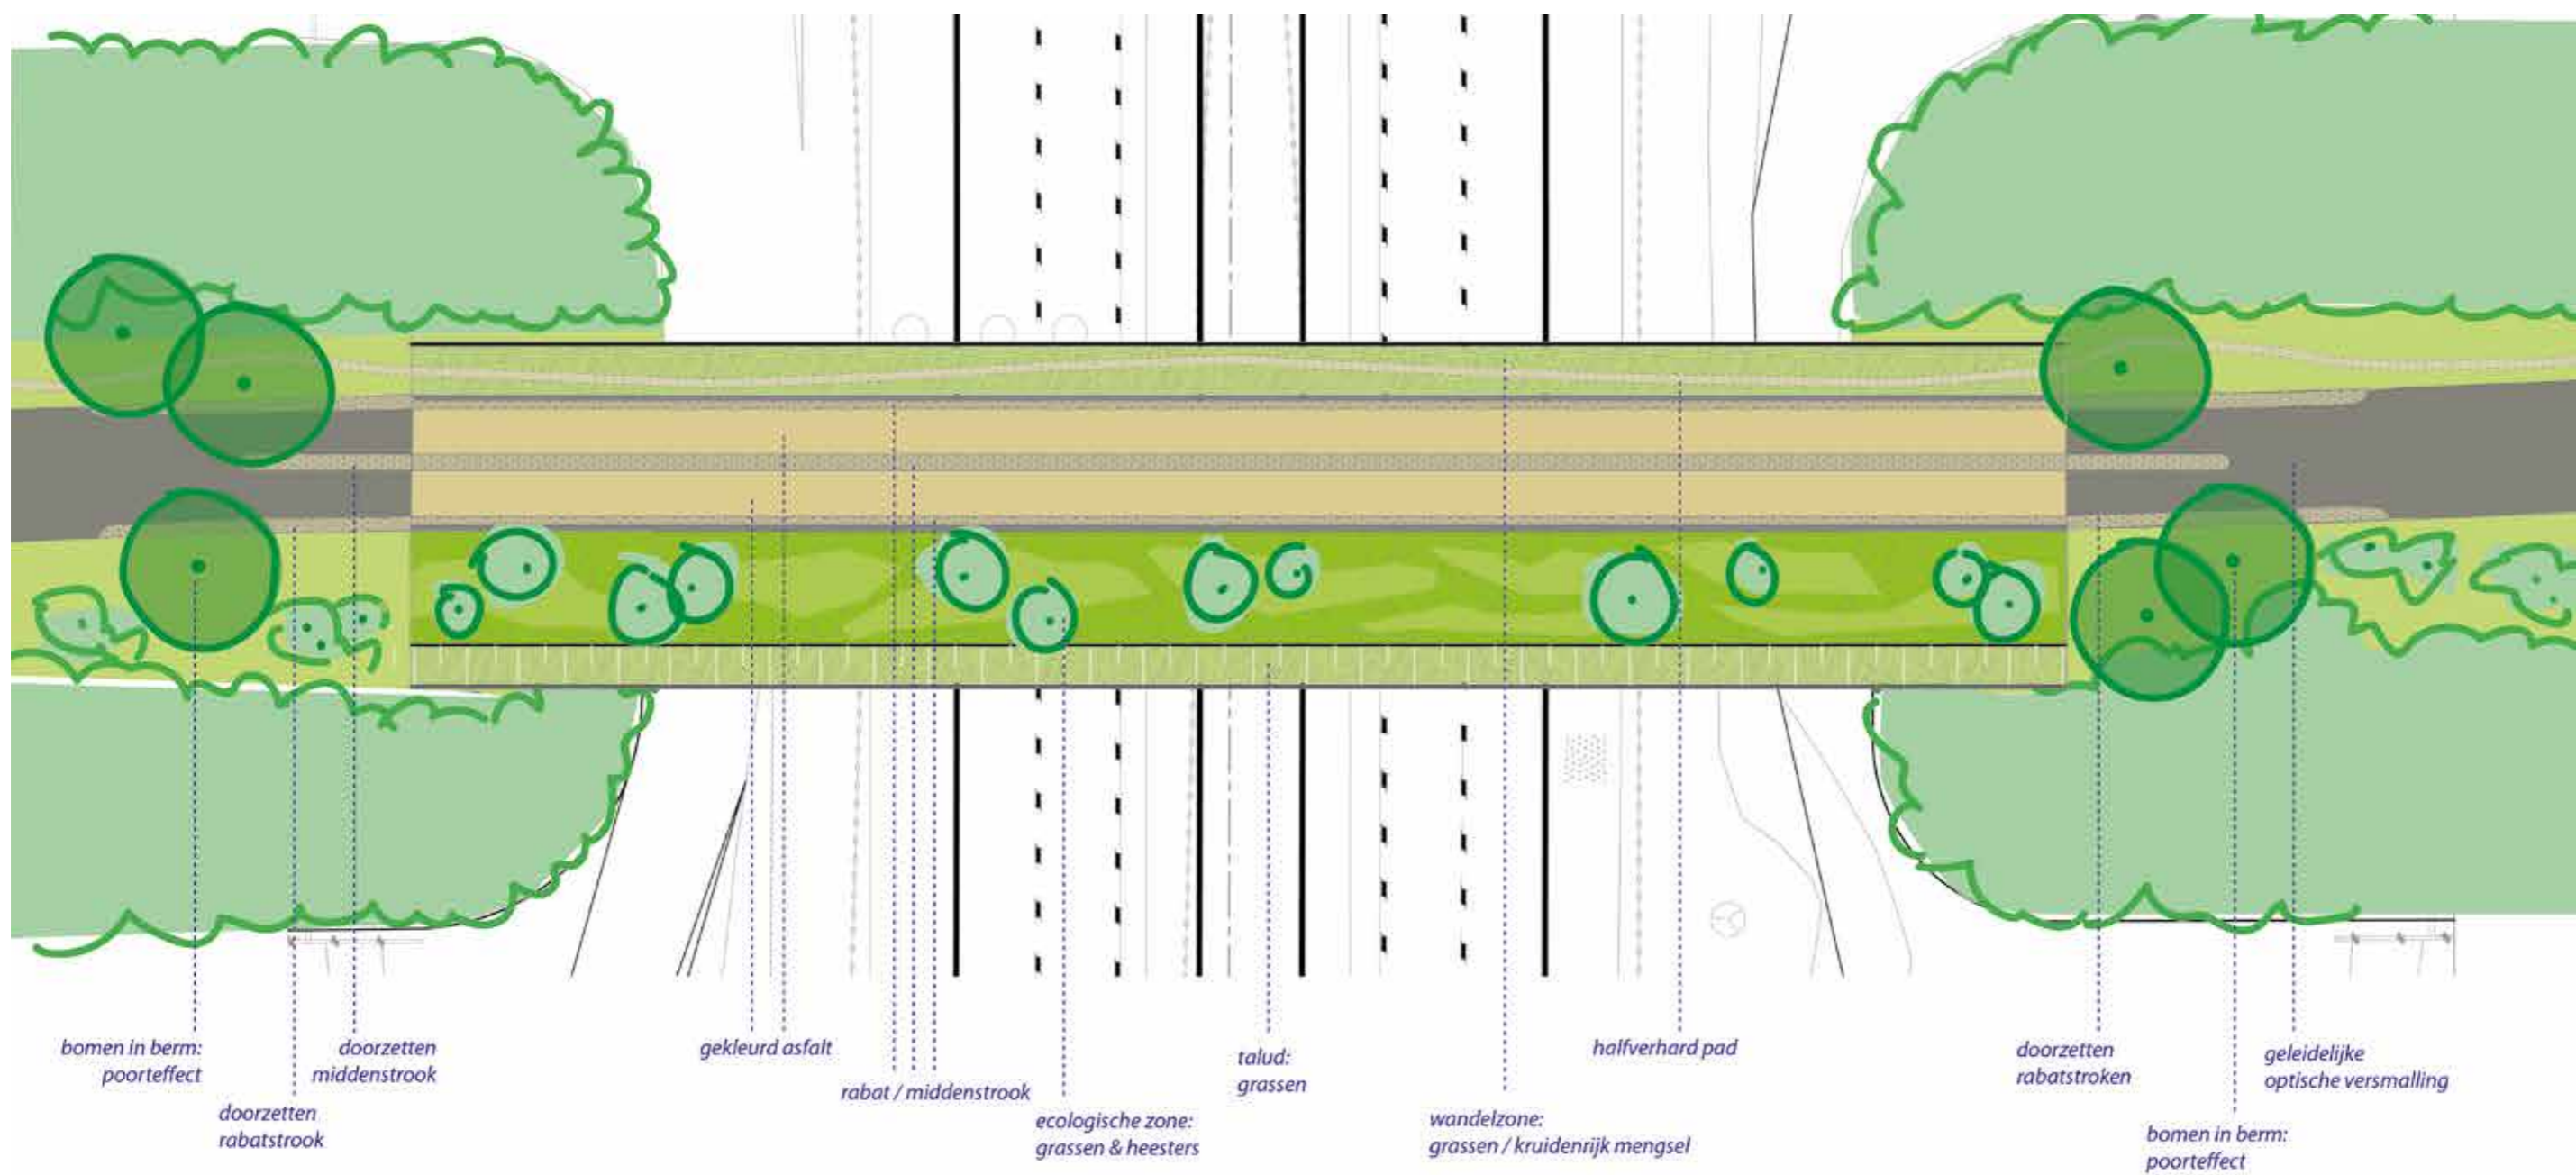 bomen in berm:
poorteffect
doorzetten
rabatstrook
doorzetten
middenstrook
gekleurd asfalt
rabat / middenstrook
ecologische zone:
grassen & heesters
talud:
grassen
wandelzone:
grassen / kruidenrijk mengsel
halfverhard pad
doorzetten
rabatstroken
bomen in berm:
poorteffect
geleidelijke
optische versmalling